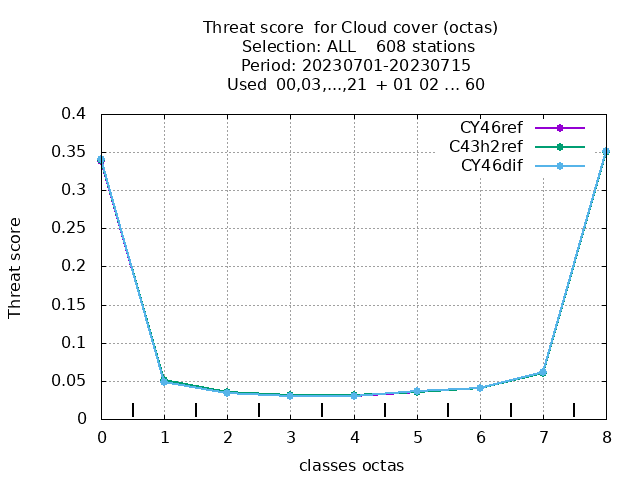 Threat score  for Cloud cover (octas)
Selection: ALL    608 stations
Period: 20230701-20230715
Used  00,03,...,21  + 01 02 ... 60
CY46ref
C43h2ref
CY46dif
0.4
0.35
0.3
0.25
0.2
0.15
0.1
0.05
0
Threat score
0 1 2 3 4 5 6 7 8
classes octas